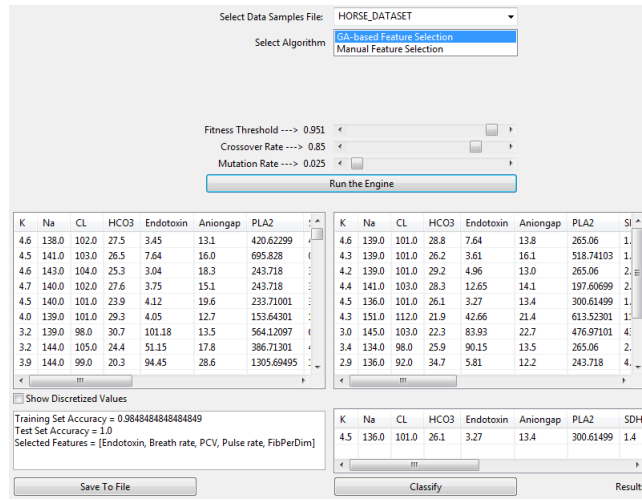 Select Data Samples File: HORSE_DATASET
Select Algorithm GA-based Feature Selection
Manual Feature Selection
Fitness Threshold ---> 0.951
Crossover Rate ---> 0.85
Mutation Rate ---> 0.025
Run the Engine
K Na CL HCO3 Endotoxin Aniongap PLA2
4.6 138.0 102.0 27.5 3.45 13.1 420.62299
4.5 141.0 103.0 26.5 7.64 16.0 695.828
4.6 143.0 104.0 25.3 3.04 18.3 243.718
4.7 140.0 102.0 27.6 3.75 15.1 243.718
4.5 140.0 101.0 23.9 4.12 19.6 233.71001
4.0 139.0 101.0 29.3 4.05 12.7 153.64301
3.2 139.0 98.0 30.7 101.18 13.5 564.12097
3.2 144.0 105.0 24.4 51.15 17.8 386.71301
3.9 144.0 99.0 20.3 94.45 28.6 1305.69495
K Na CL HCO3 Endotoxin Aniongap PLA2
4.6 139.0 101.0 28.8 7.64 13.8 265.06
4.3 139.0 101.0 26.2 3.61 16.1 518.74103
4.2 139.0 101.0 29.2 4.96 13.0 265.06
4.4 141.0 103.0 28.3 12.65 14.1 197.60699
4.5 136.0 101.0 26.1 3.27 13.4 300.61499
4.3 151.0 112.0 21.9 42.66 21.4 613.52301
3.0 145.0 103.0 22.3 83.93 22.7 476.97101
3.4 134.0 98.0 25.9 90.15 13.5 265.06
2.9 136.0 92.0 34.7 5.81 12.2 243.718
Show Discretized Values
Training Set Accuracy = 0.9848484848484849
Test Set Accuracy = 1.0
Selected Features = [Endotoxin, Breath rate, PCV, Pulse rate, FibPerDim]
K Na CL HCO3 Endotoxin Aniongap PLA2 SDH
4.5 136.0 101.0 26.1 3.27 13.4 300.61499 1.4
Save To File
Classify
Results